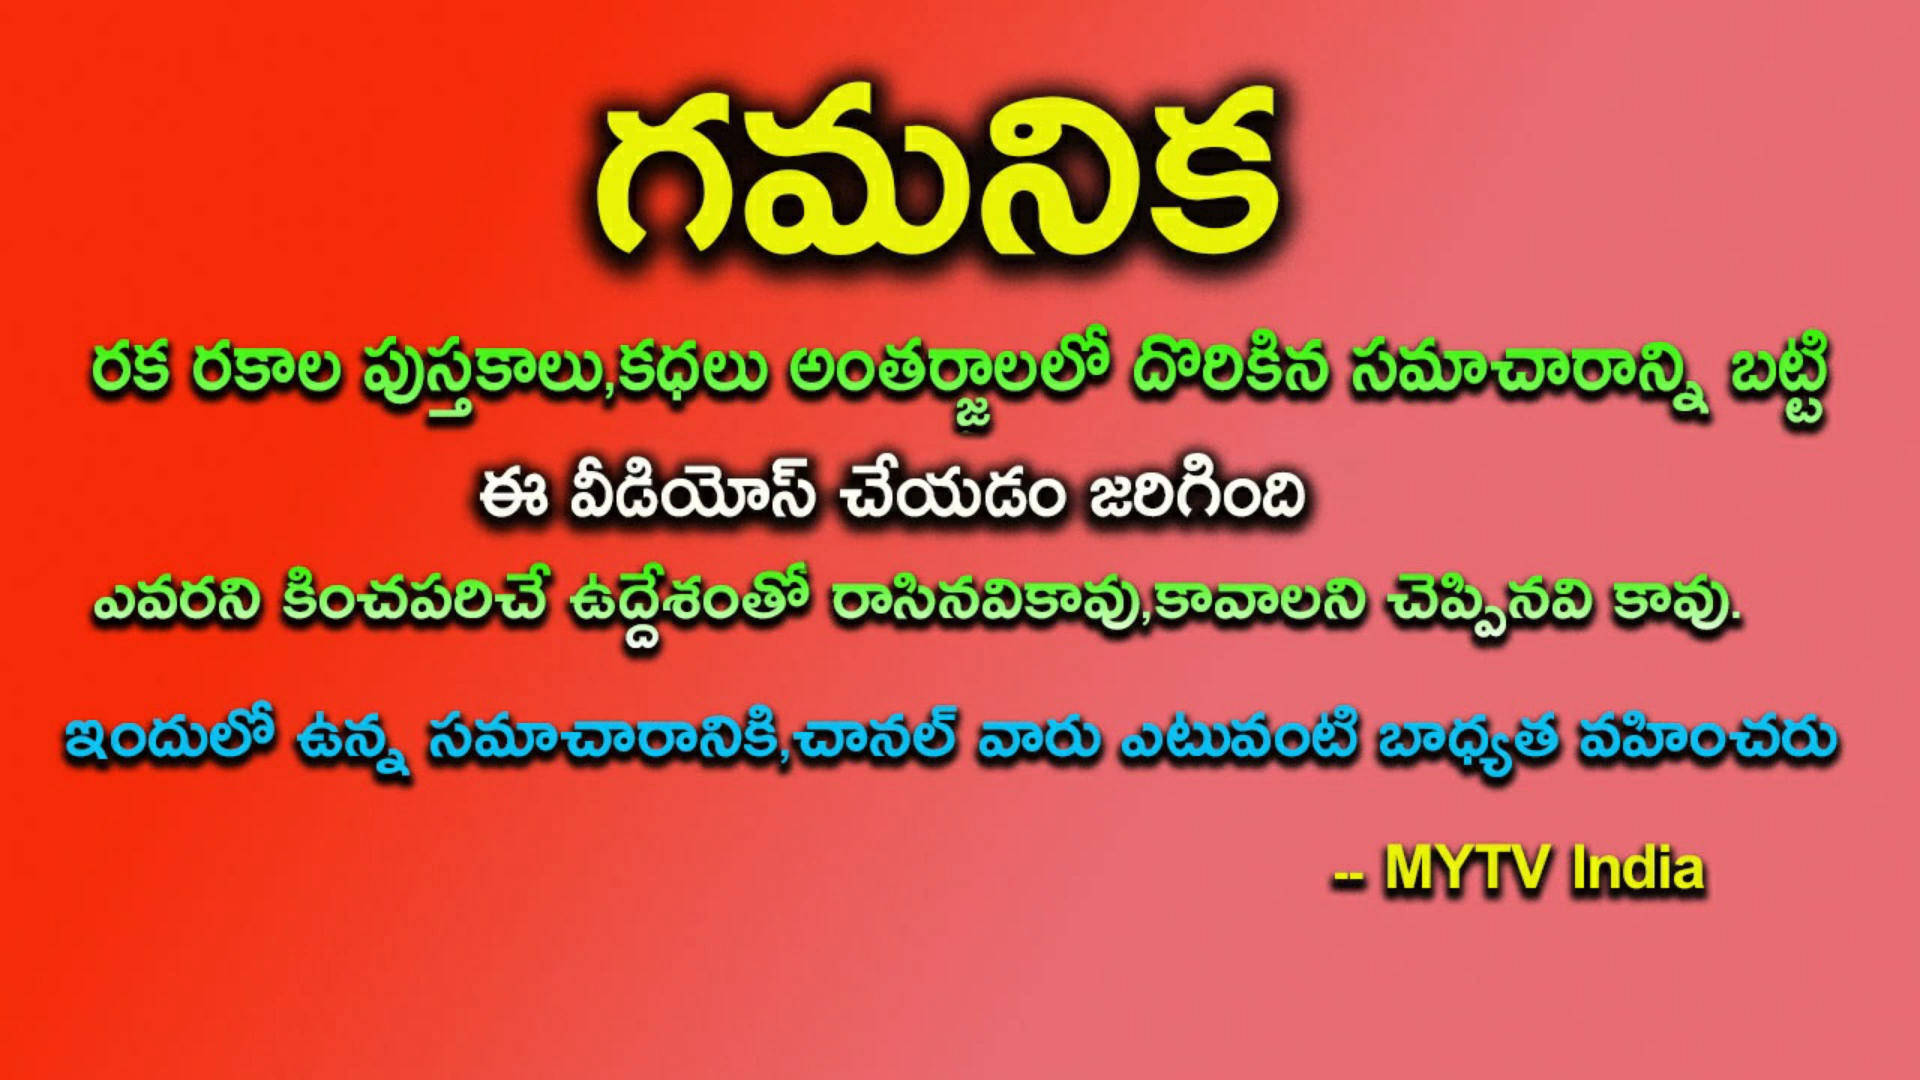 గమనిక
రక రకాల పుస్తకాలు,కధలు అంతర్జాలలో దొరికిన సమాచారాన్ని బట్టి
ఈ వీడియోస్ చేయడం జరిగింది
ఎవరని కించపరిచే ఉద్దేశంతో రాసినవికావు,కావాలని చెప్పినవి కావు.
ఇందులో ఉన్న సమాచారానికి,చానల్ వారు ఎటువంటి బాధ్యత వహించరు
-- MYTV India